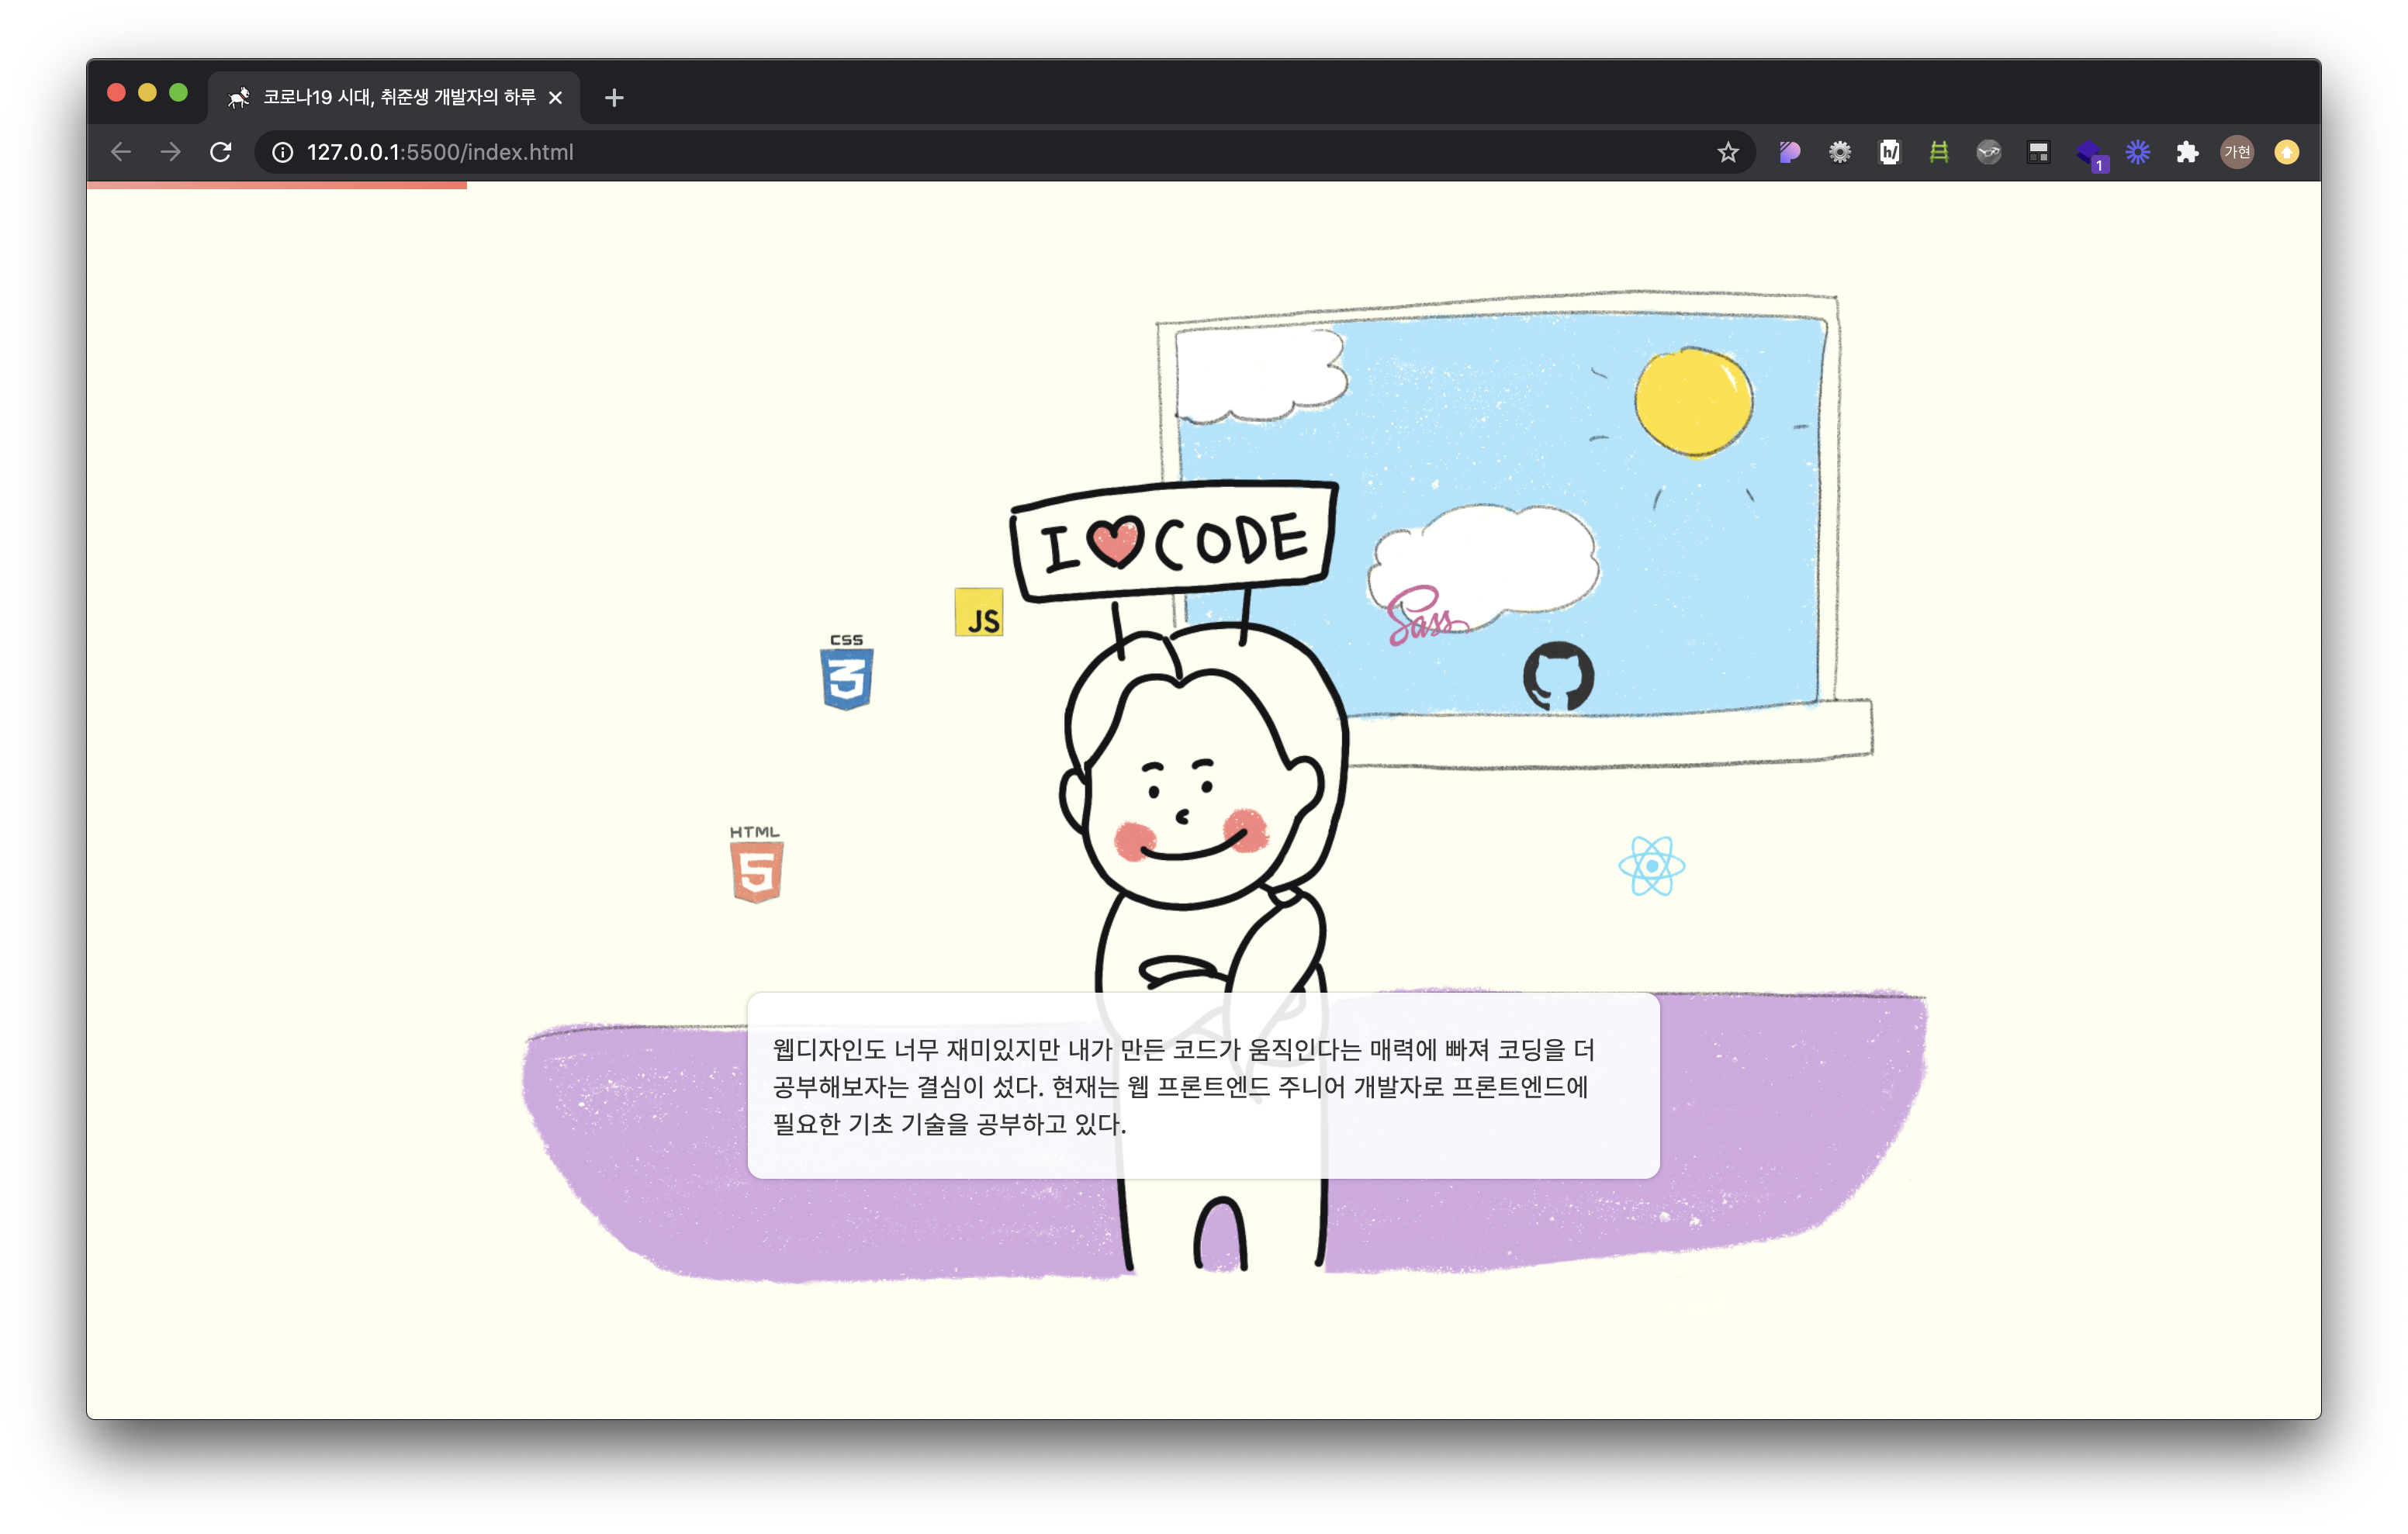 코로나19 시대, 취준생 개발자의 하루
127.0.0.1:5500/index.html
h/
1
가현
I CODE
JS
Sass
CSS
3
HTML
5
웹디자인도 너무 재미있지만 내가 만든 코드가 움직인다는 매력에 빠져 코딩을 더
공부해보자는 결심이 섰다. 현재는 웹 프론트엔드 주니어 개발자로 프론트엔드에
필요한 기초 기술을 공부하고 있다.